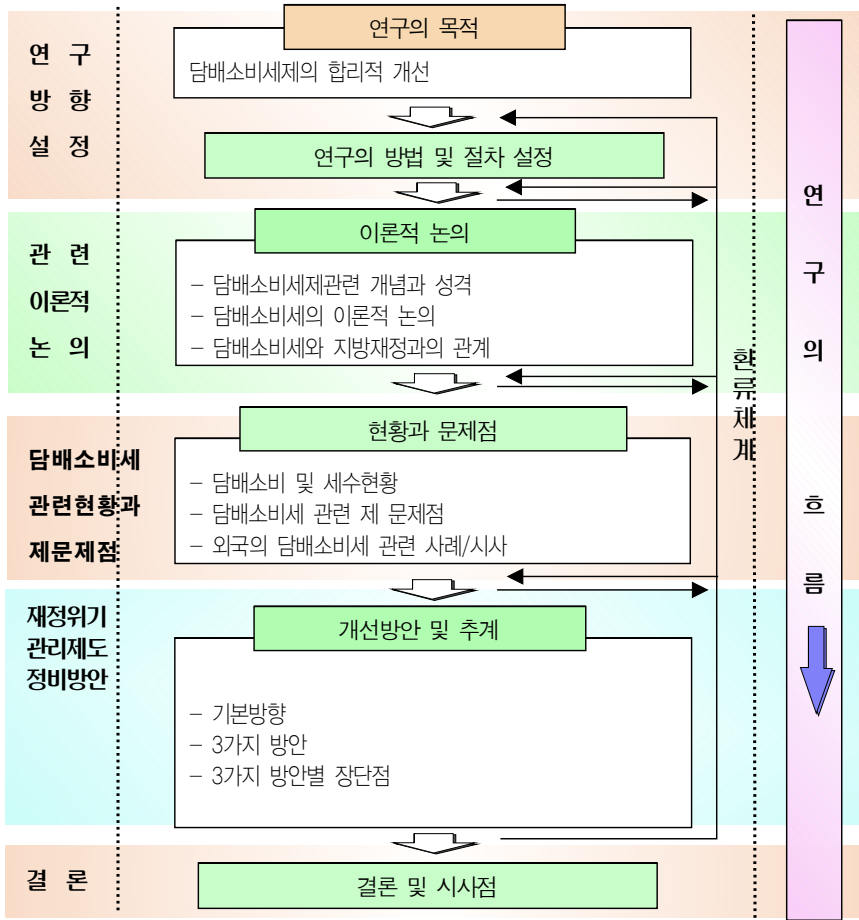 연구의 목적
연 구
방 향
설 정
담배소비세제의 합리적 개선
연구의 방법 및 절차 설정
관 련
이론적
논 의
이론적 논의
- 담배소비세제관련 개념과 성격
- 담배소비세의 이론적 논의
- 담배소비세와 지방재정과의 관계
담배소비세
관련현황과
제문제점
현황과 문제점
- 담배소비 및 세수현황
- 담배소비세 관련 제 문제점
- 외국의 담배소비세 관련 사례/시사
재정위기
관리제도
정비방안
개선방안 및 추계
- 기본방향
- 3가지 방안
- 3가지 방안별 장단점
결 론
결론 및 시사점
환류체계
연구의 흐름